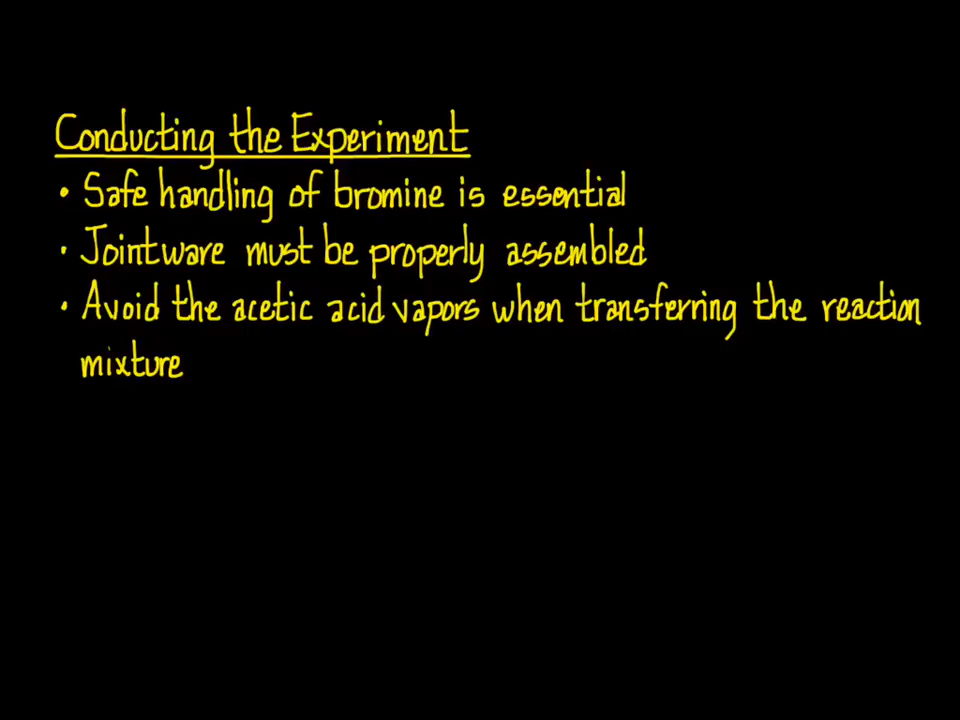 Conducting the Experiment
• Safe handling of bromine is essential
• Jointware must be properly assembled
• Avoid the acetic acid vapors when transferring the reaction
mixture